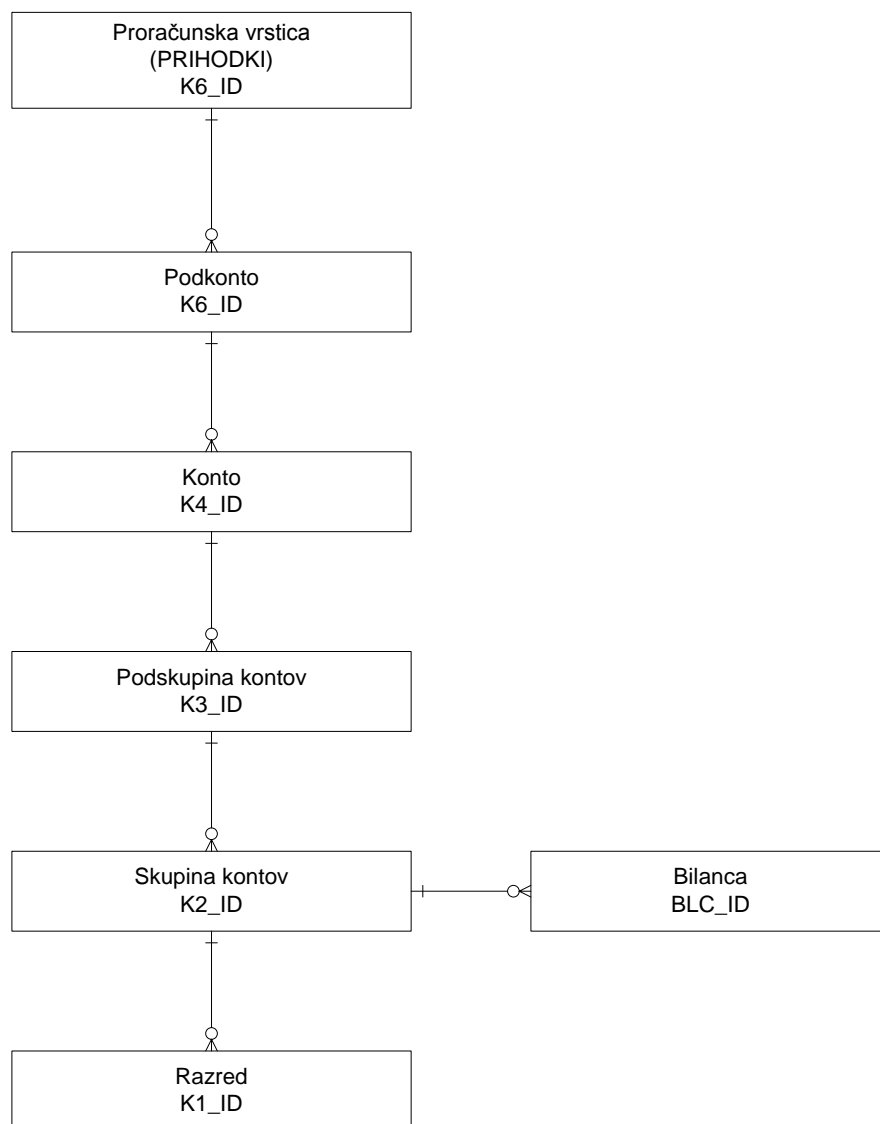 Proračunska vrstica
(PRIHODKI)
K6_ID
Podkonto
K6_ID
Konto
K4_ID
Podskupina kontov
K3_ID
Skupina kontov
K2_ID
Bilanca
BLC_ID
Razred
K1_ID